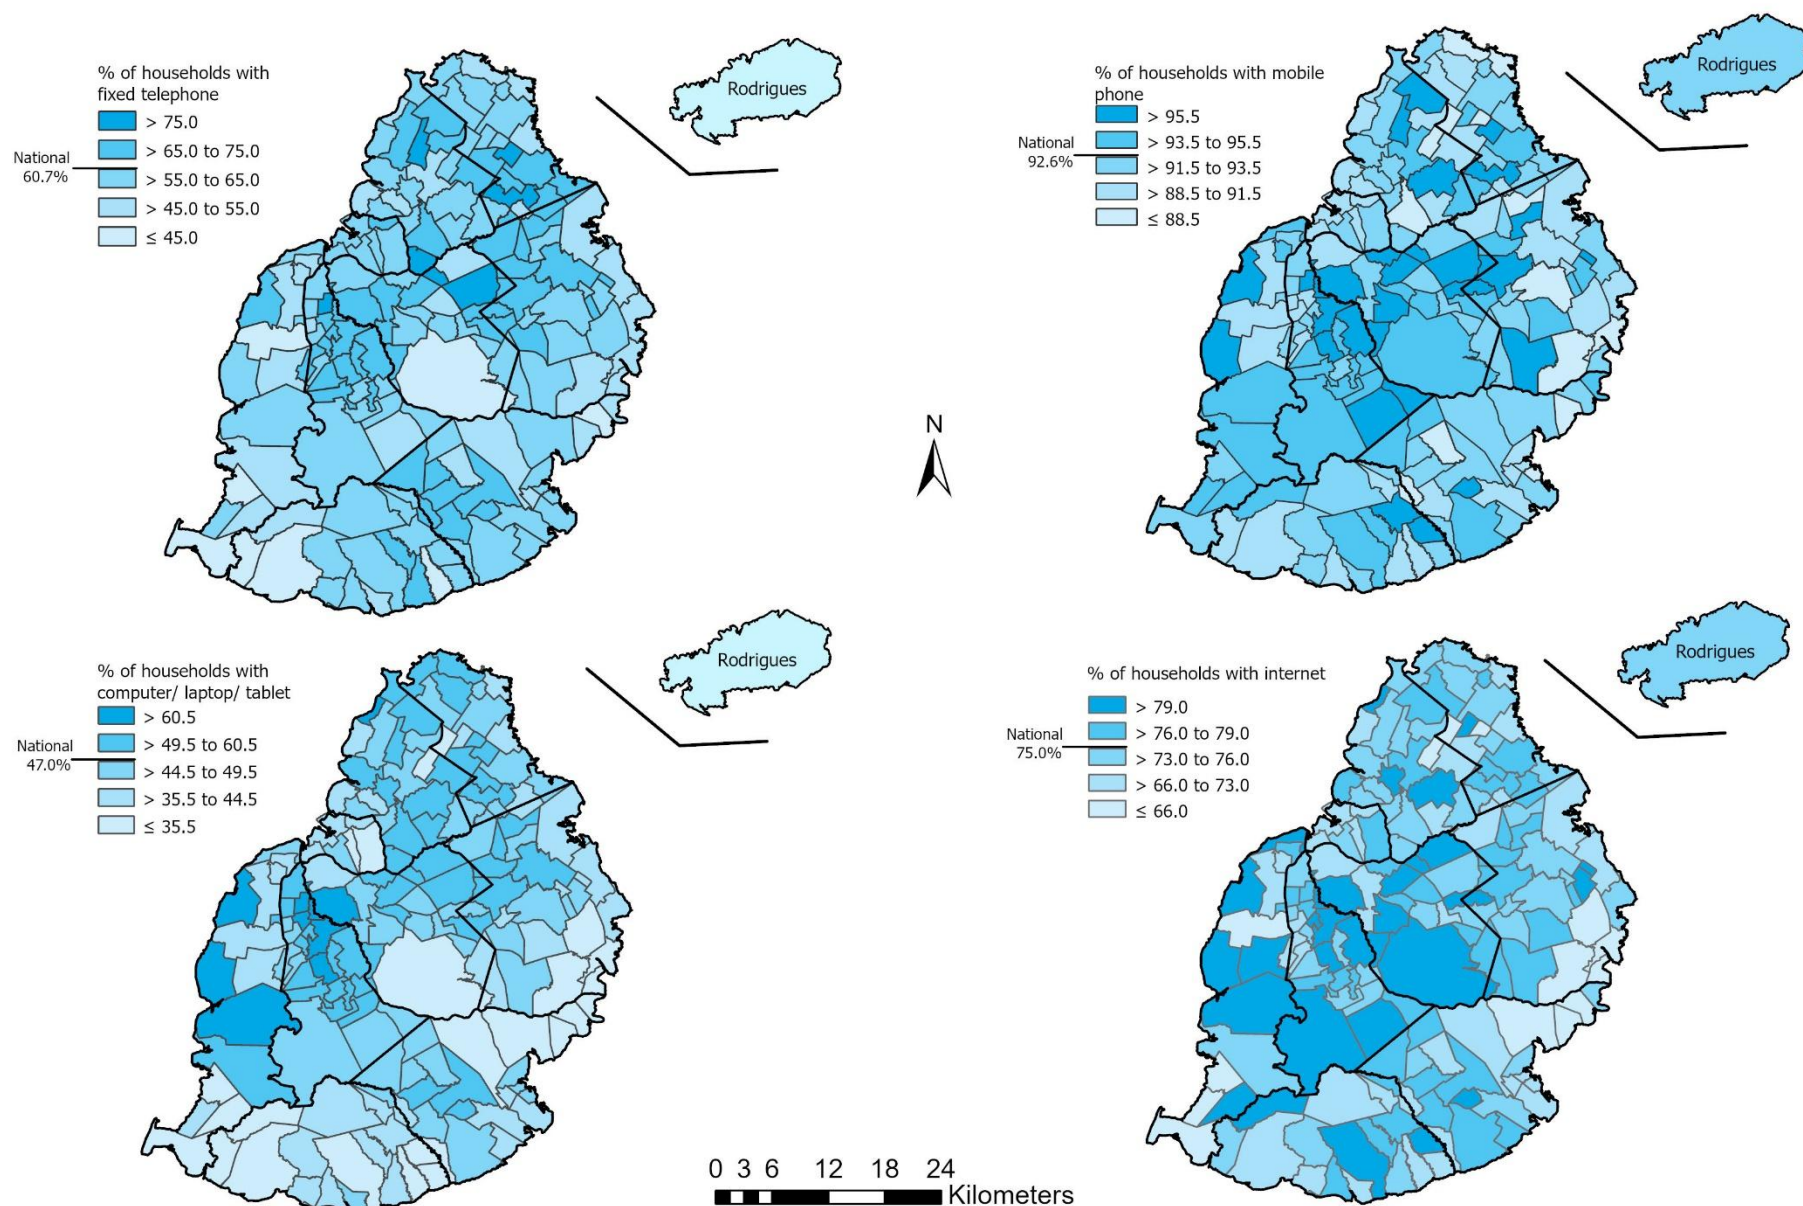 % of households with
fixed telephone
> 75.0
> 65.0 to 75.0
National
60.7%
> 55.0 to 65.0
> 45.0 to 55.0
≤ 45.0
Rodrigues
% of households with mobile
phone
> 95.5
> 93.5 to 95.5
National
92.6%
> 91.5 to 93.5
> 88.5 to 91.5
≤ 88.5
Rodrigues
N
% of households with
computer/ laptop/ tablet
> 60.5
> 49.5 to 60.5
National
47.0%
> 44.5 to 49.5
> 35.5 to 44.5
≤ 35.5
Rodrigues
% of households with internet
> 79.0
> 76.0 to 79.0
National
75.0%
> 73.0 to 76.0
> 66.0 to 73.0
≤ 66.0
Rodrigues
0 3 6 12 18 24
Kilometers